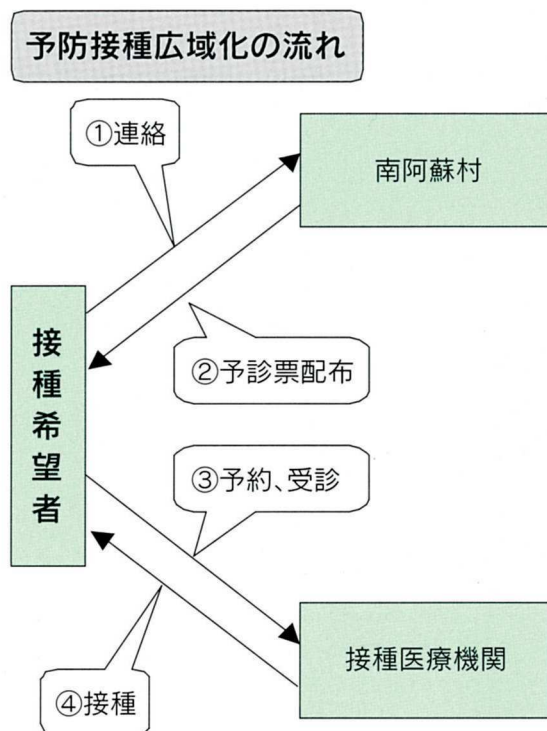 予防接種広域化の流れ
①連絡
南阿蘇村
②予診票配布
接種希望者
③予約、受診
接種医療機関
④接種